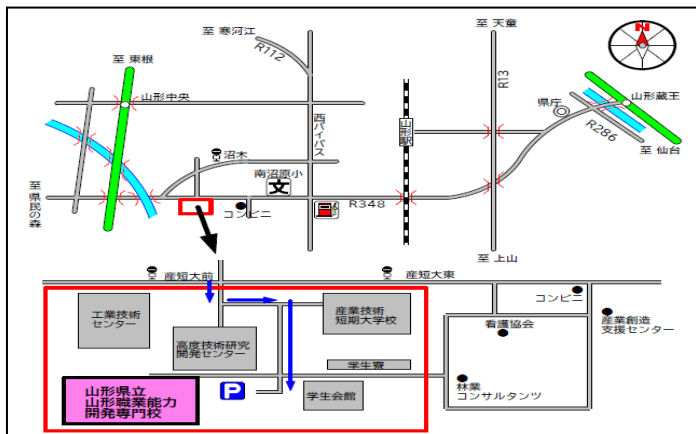 至 寒河江
至 天童
N
R112
至 東根
R13
山形中央
西バイパス
山形駅
県庁
山形蔵王
R286
至 仙台
沼木
南沼原小
文
至 県民の森
コンビニ
R348
至 上山
産短大前
産短大東
コンビニ
工業技術
センター
産業技術
短期大学校
看護協会
産業創造
支援センター
高度技術研究
開発センター
学生寮
林業
コンサルタンツ
山形県立
山形職業能力
開発専門校
P
学生会館